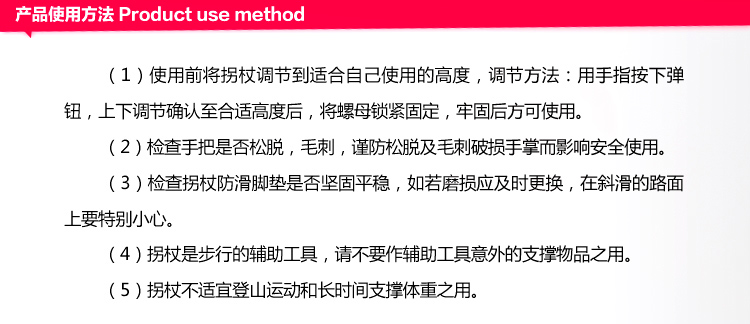 产品使用方法 Product use method
（1）使用前将拐杖调节到适合自己使用的高度，调节方法：用手指按下弹
钮，上下调节确认至合适高度后，将螺母锁紧固定，牢固后方可使用。
（2）检查手把是否松脱，毛刺，谨防松脱及毛刺破损手掌而影响安全使用。
（3）检查拐杖防滑脚垫是否坚固平稳，如若磨损应及时更换，在斜滑的路面
上要特别小心。
（4）拐杖是步行的辅助工具，请不要作辅助工具意外的支撑物品之用。
（5）拐杖不适宜登山运动和长时间支撑体重之用。